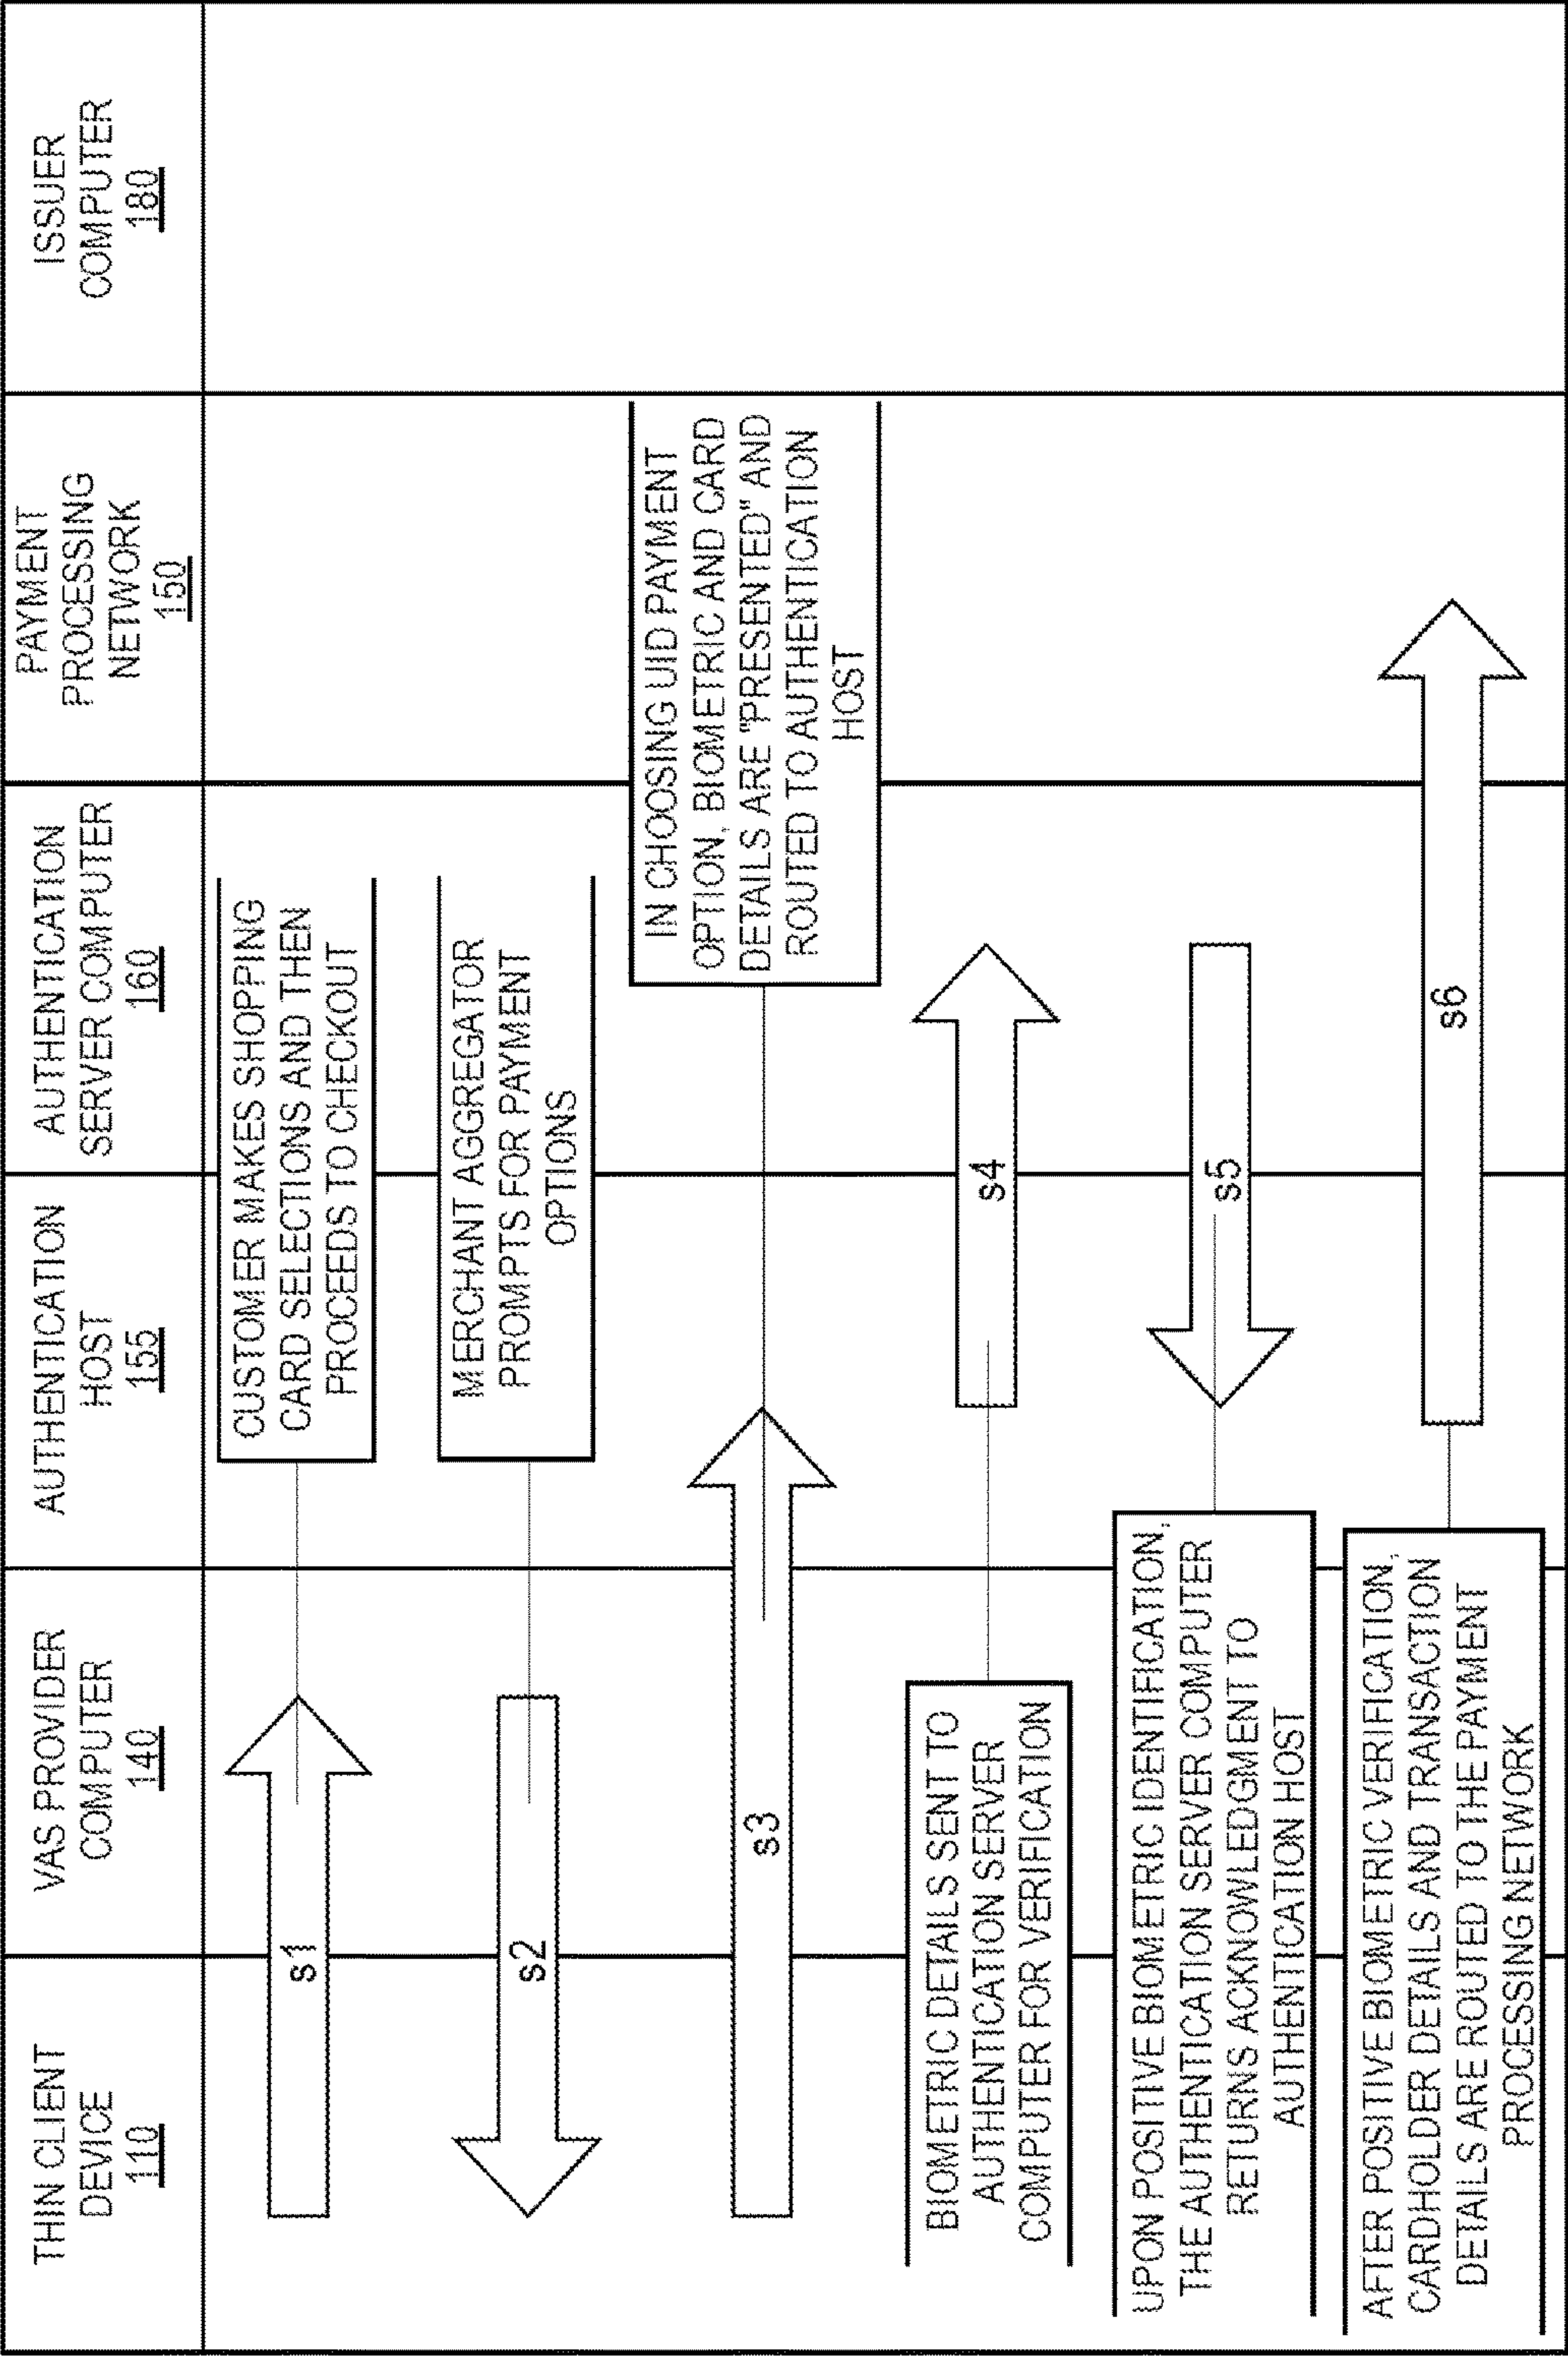 THIN CLIENT
DEVICE
110
VAS PROVIDER
COMPUTER
140
AUTHENTICATION
HOST
155
AUTHENTICATION
SERVER COMPUTER
160
PAYMENT
PROCESSING
NETWORK
150
ISSUER
COMPUTER
180
s1
CUSTOMER MAKES SHOPPING
CARD SELECTIONS AND THEN
PROCEEDS TO CHECKOUT
s2
MERCHANT AGGREGATOR
PROMPTS FOR PAYMENT
OPTIONS
s3
IN CHOOSING UID PAYMENT
OPTION, BIOMETRIC AND CARD
DETAILS ARE "PRESENTED" AND
ROUTED TO AUTHENTICATION
HOST
BIOMETRIC DETAILS SENT TO
AUTHENTICATION SERVER
COMPUTER FOR VERIFICATION
s4
UPON POSITIVE BIOMETRIC IDENTIFICATION,
THE AUTHENTICATION SERVER COMPUTER
RETURNS ACKNOWLEDGMENT TO
AUTHENTICATION HOST
s5
AFTER POSITIVE BIOMETRIC VERIFICATION,
CARDHOLDER DETAILS AND TRANSACTION
DETAILS ARE ROUTED TO THE PAYMENT
PROCESSING NETWORK
s6